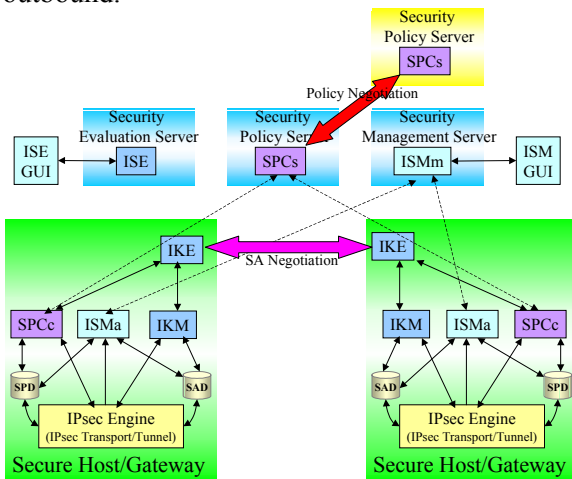 outbound.
Security
Policy Server
SPCs
Policy Negotiation
Security
Evaluation Server
Security
Policy Serv
Security
Management Server
ISE
GUI
ISE
SPCs
ISMm
ISM
GUI
IKE
IKE
SA Negotiation
SPCc
ISMa
IKM
IKM
ISMa
SPCc
SPD
SAD
SAD
SPD
IPsec Engine
(IPsec Transport/Tunnel)
IPsec Engine
(IPsec Transport/Tunnel)
Secure Host/Gateway
Secure Host/Gateway